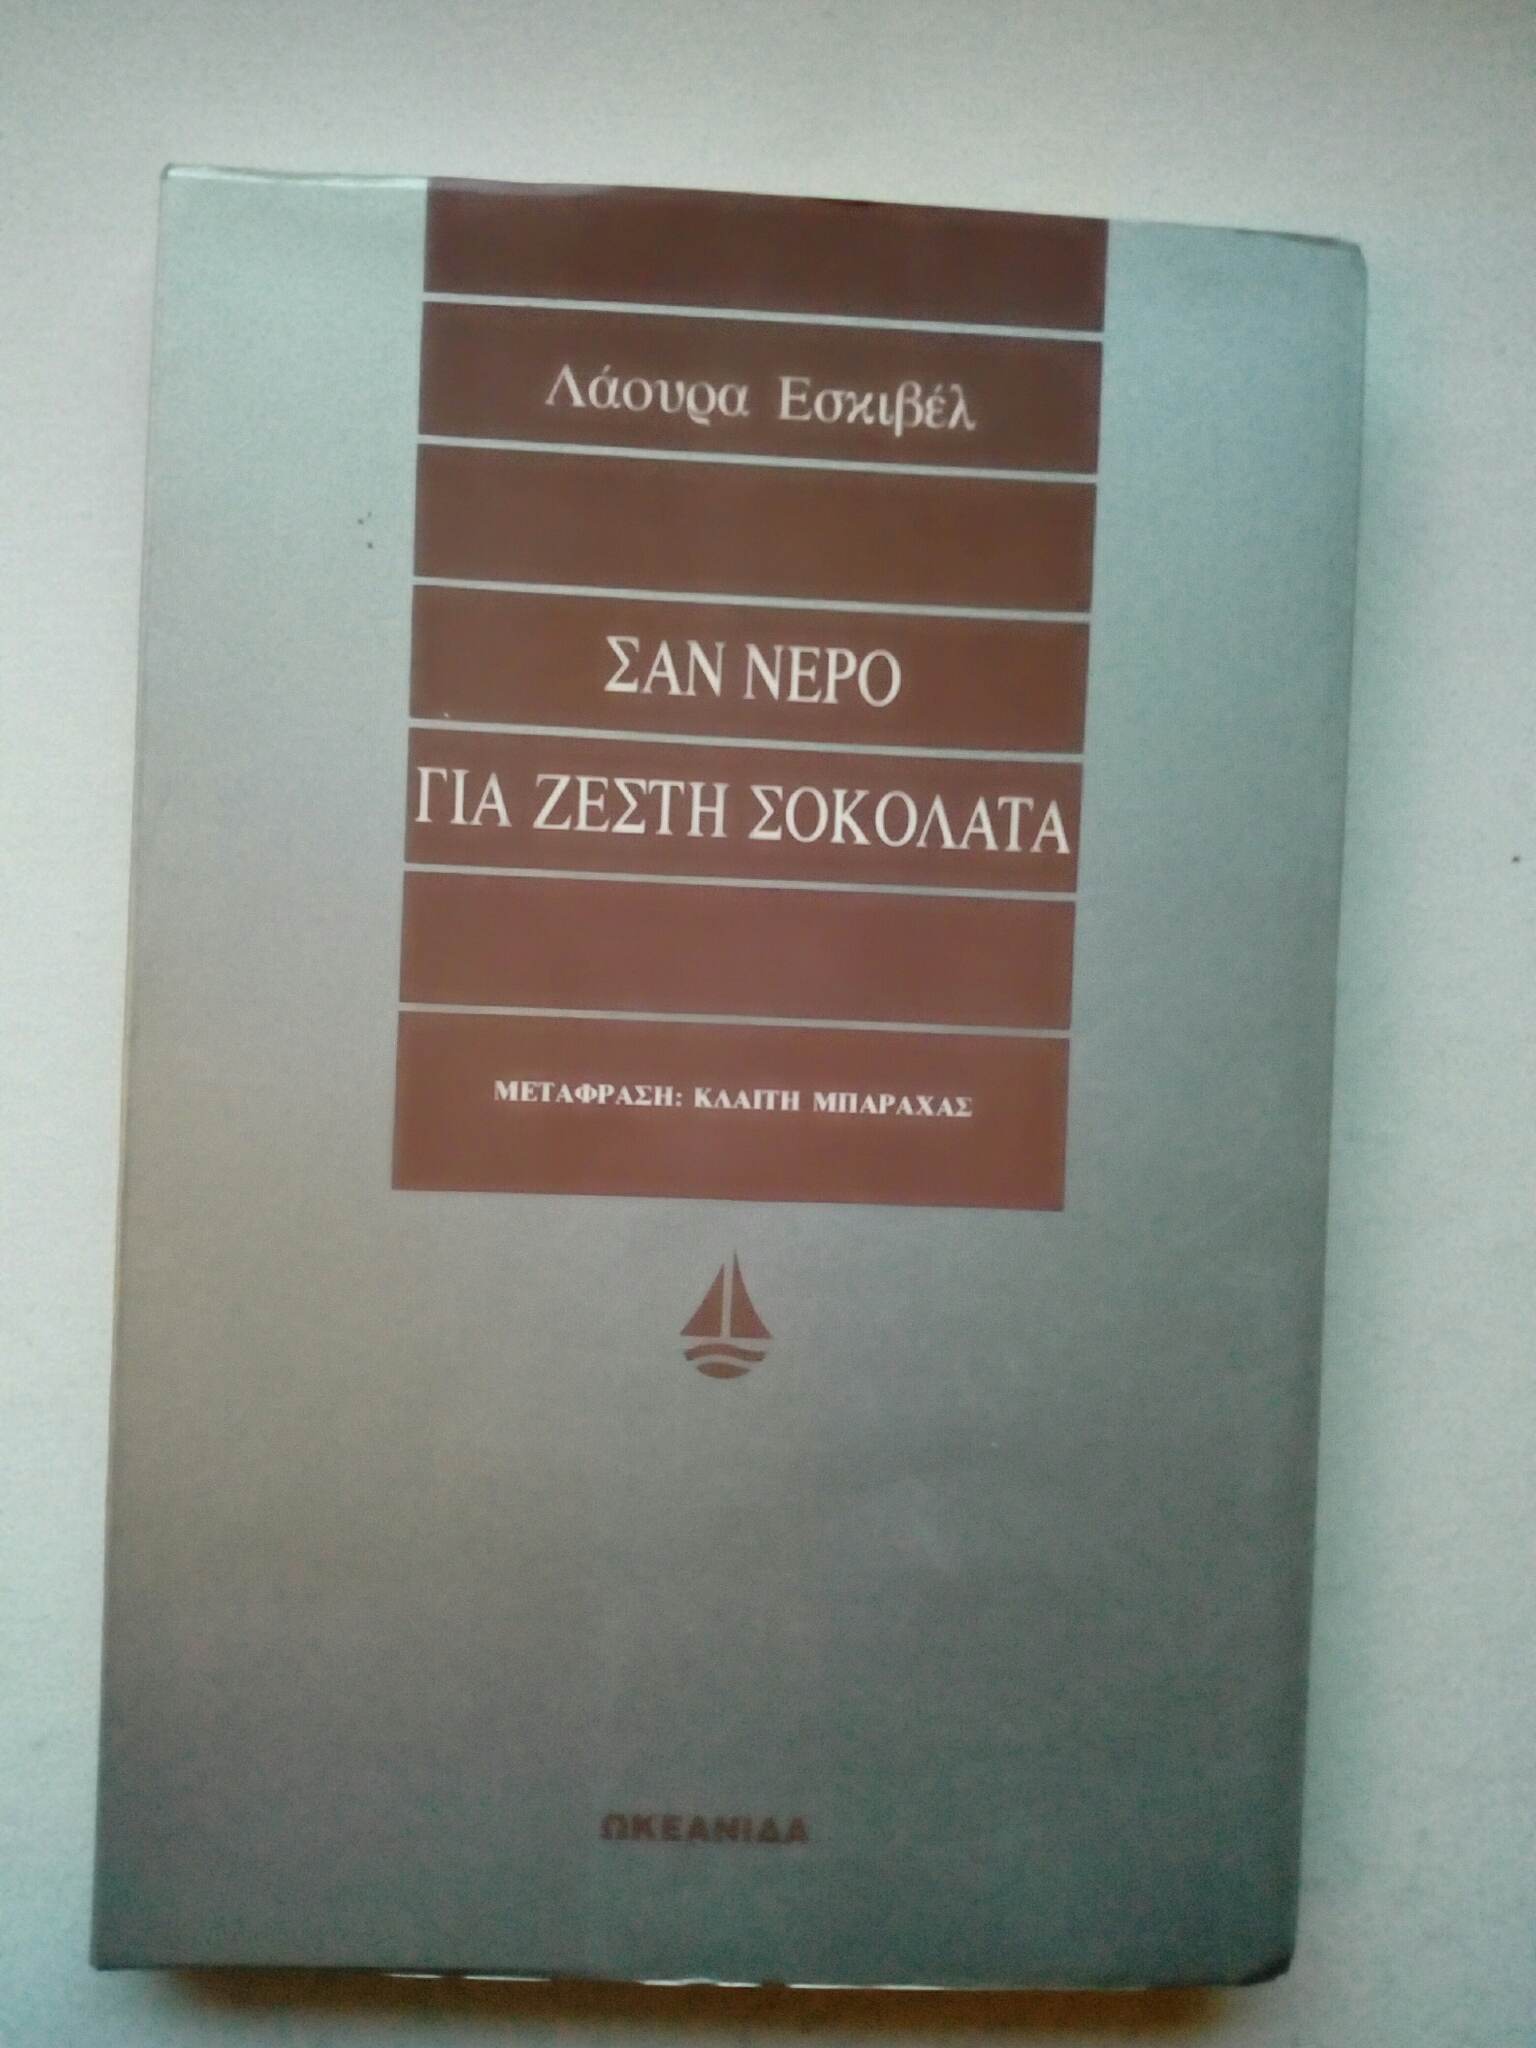 Λάουρα Εσκιβέλ
ΣΑΝ ΝΕΡΟ
ΓΙΑ ΖΕΣΤΗ ΣΟΚΟΛΑΤΑ
ΜΕΤΑΦΡΑΣΗ: ΚΛΑΙΤΗ ΜΠΑΡΑΧΑΣ
ΩΚΕΑΝΙΔΑ